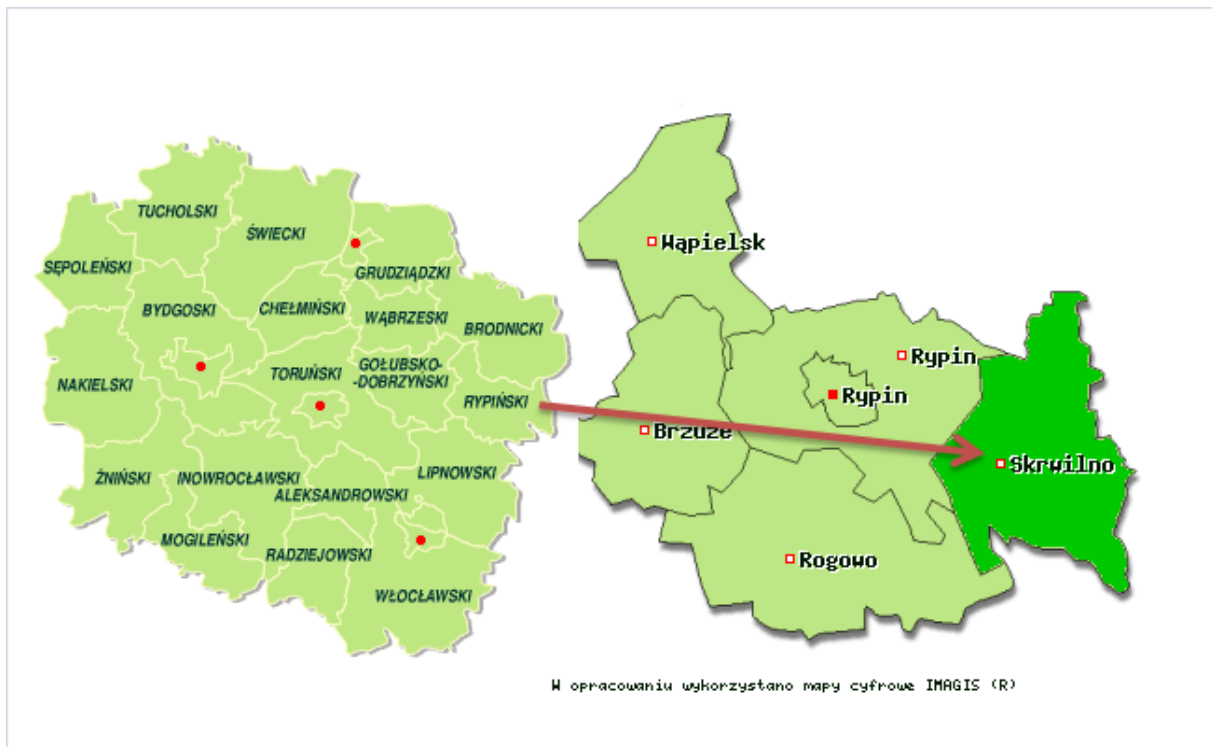 TUCHOLSKI
ŚWIECKI
SĘPOLEŃSKI
GRUDZIĄDZKI
BYDGOSKI
CHEŁMIŃSKI
WĄBRZESKI
BRODNICKI
NAKIELSKI
TORUŃSKI
GOŁUBSKO-
-DOBRZYŃSKI
RYPIŃSKI
ŻNIŃSKI
INOWROCŁAWSKI
LIPNOWSKI
ALEKSANDROWSKI
MOGILEŃSKI
RADZIEJOWSKI
WŁOCŁAWSKI
Wąpielsk
Rypin
Rypin
Brzuze
Skrwilno
Rogowo
W opracowaniu wykorzystano mapy cyfrowe IMAGIS (R)